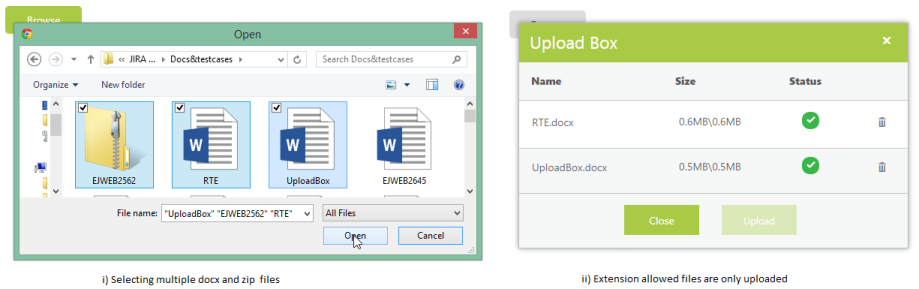 Browse
Open
« JIRA ... ▸ Docs&testcases ▸
Search Docs&testcases
Organize
New folder
EJWEB2562
RTE
UploadBox
EJWEB2645
File name: "UploadBox" "EJWEB2562" "RTE"
All Files
Open
Cancel
i) Selecting multiple docx and zip files
Upload Box
Name Size Status
RTE.docx 0.6MB\0.6MB
UploadBox.docx 0.5MB\0.5MB
Close
Upload
ii) Extension allowed files are only uploaded